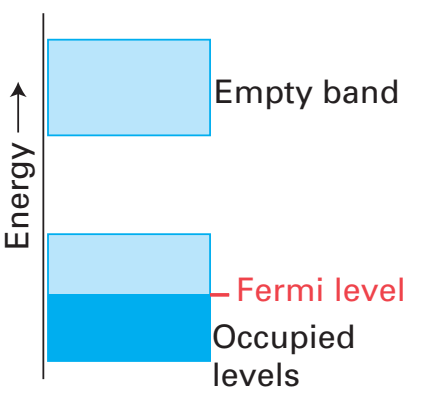 Empty band
Energy
Fermi level
Occupied
levels